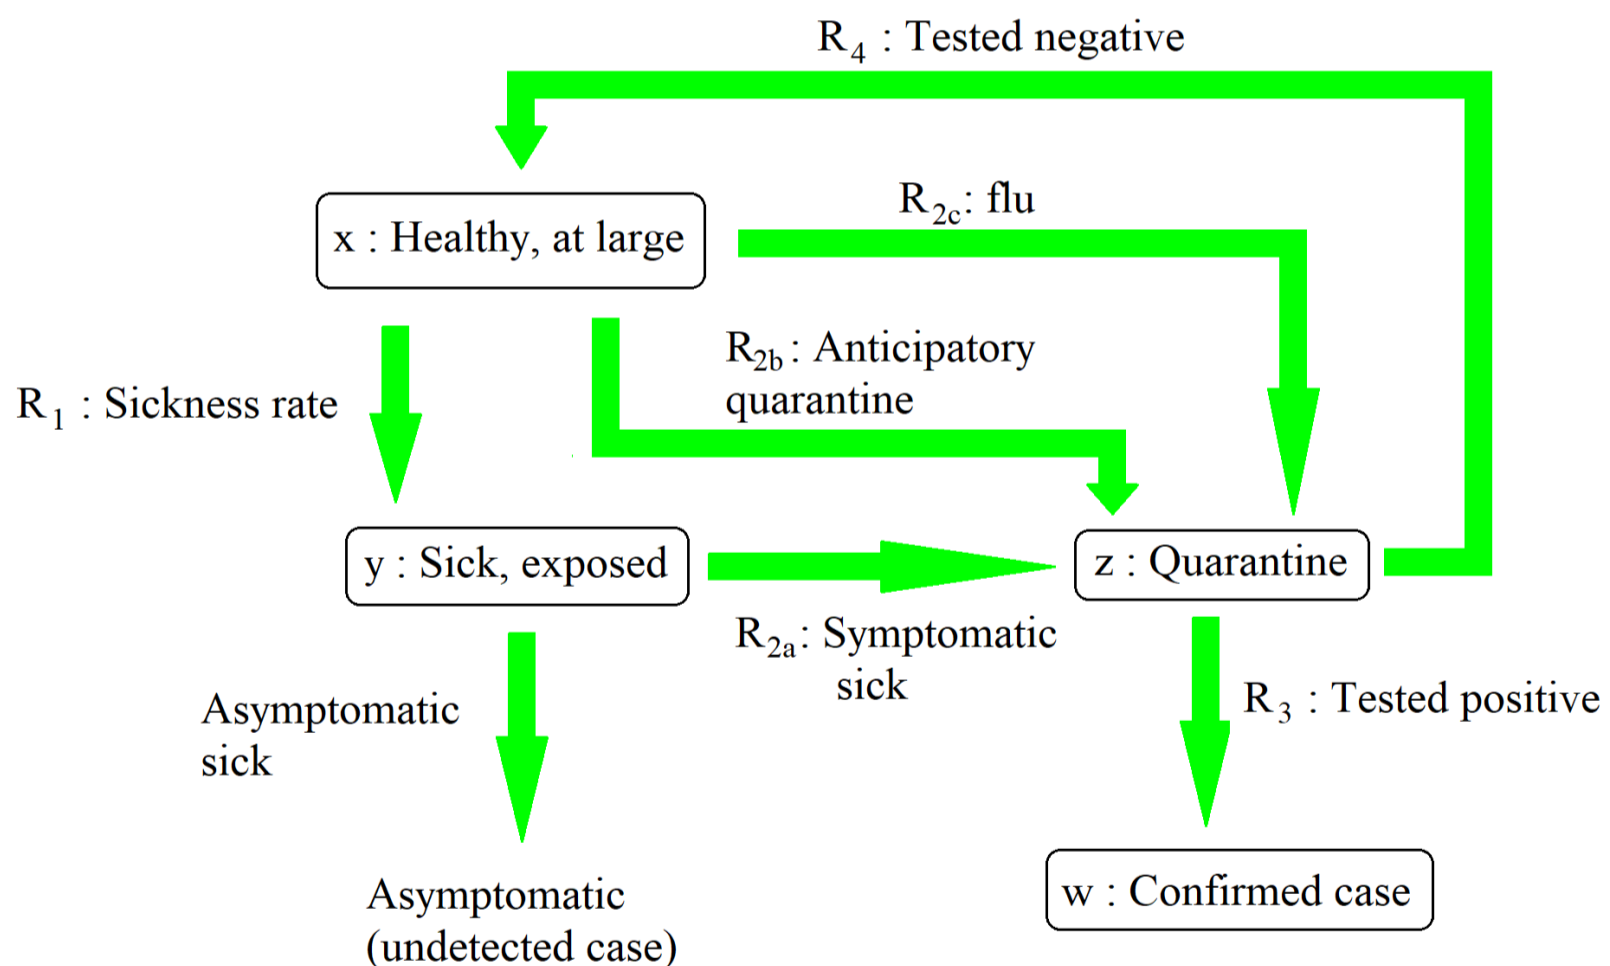 R4 : Tested negative
x : Healthy, at large
R2c: flu
R2b : Anticipatory
quarantine
R1 : Sickness rate
y : Sick, exposed
z : Quarantine
R2a: Symptomatic
sick
Asymptomatic
sick
R3 : Tested positive
Asymptomatic
(undetected case)
w : Confirmed case